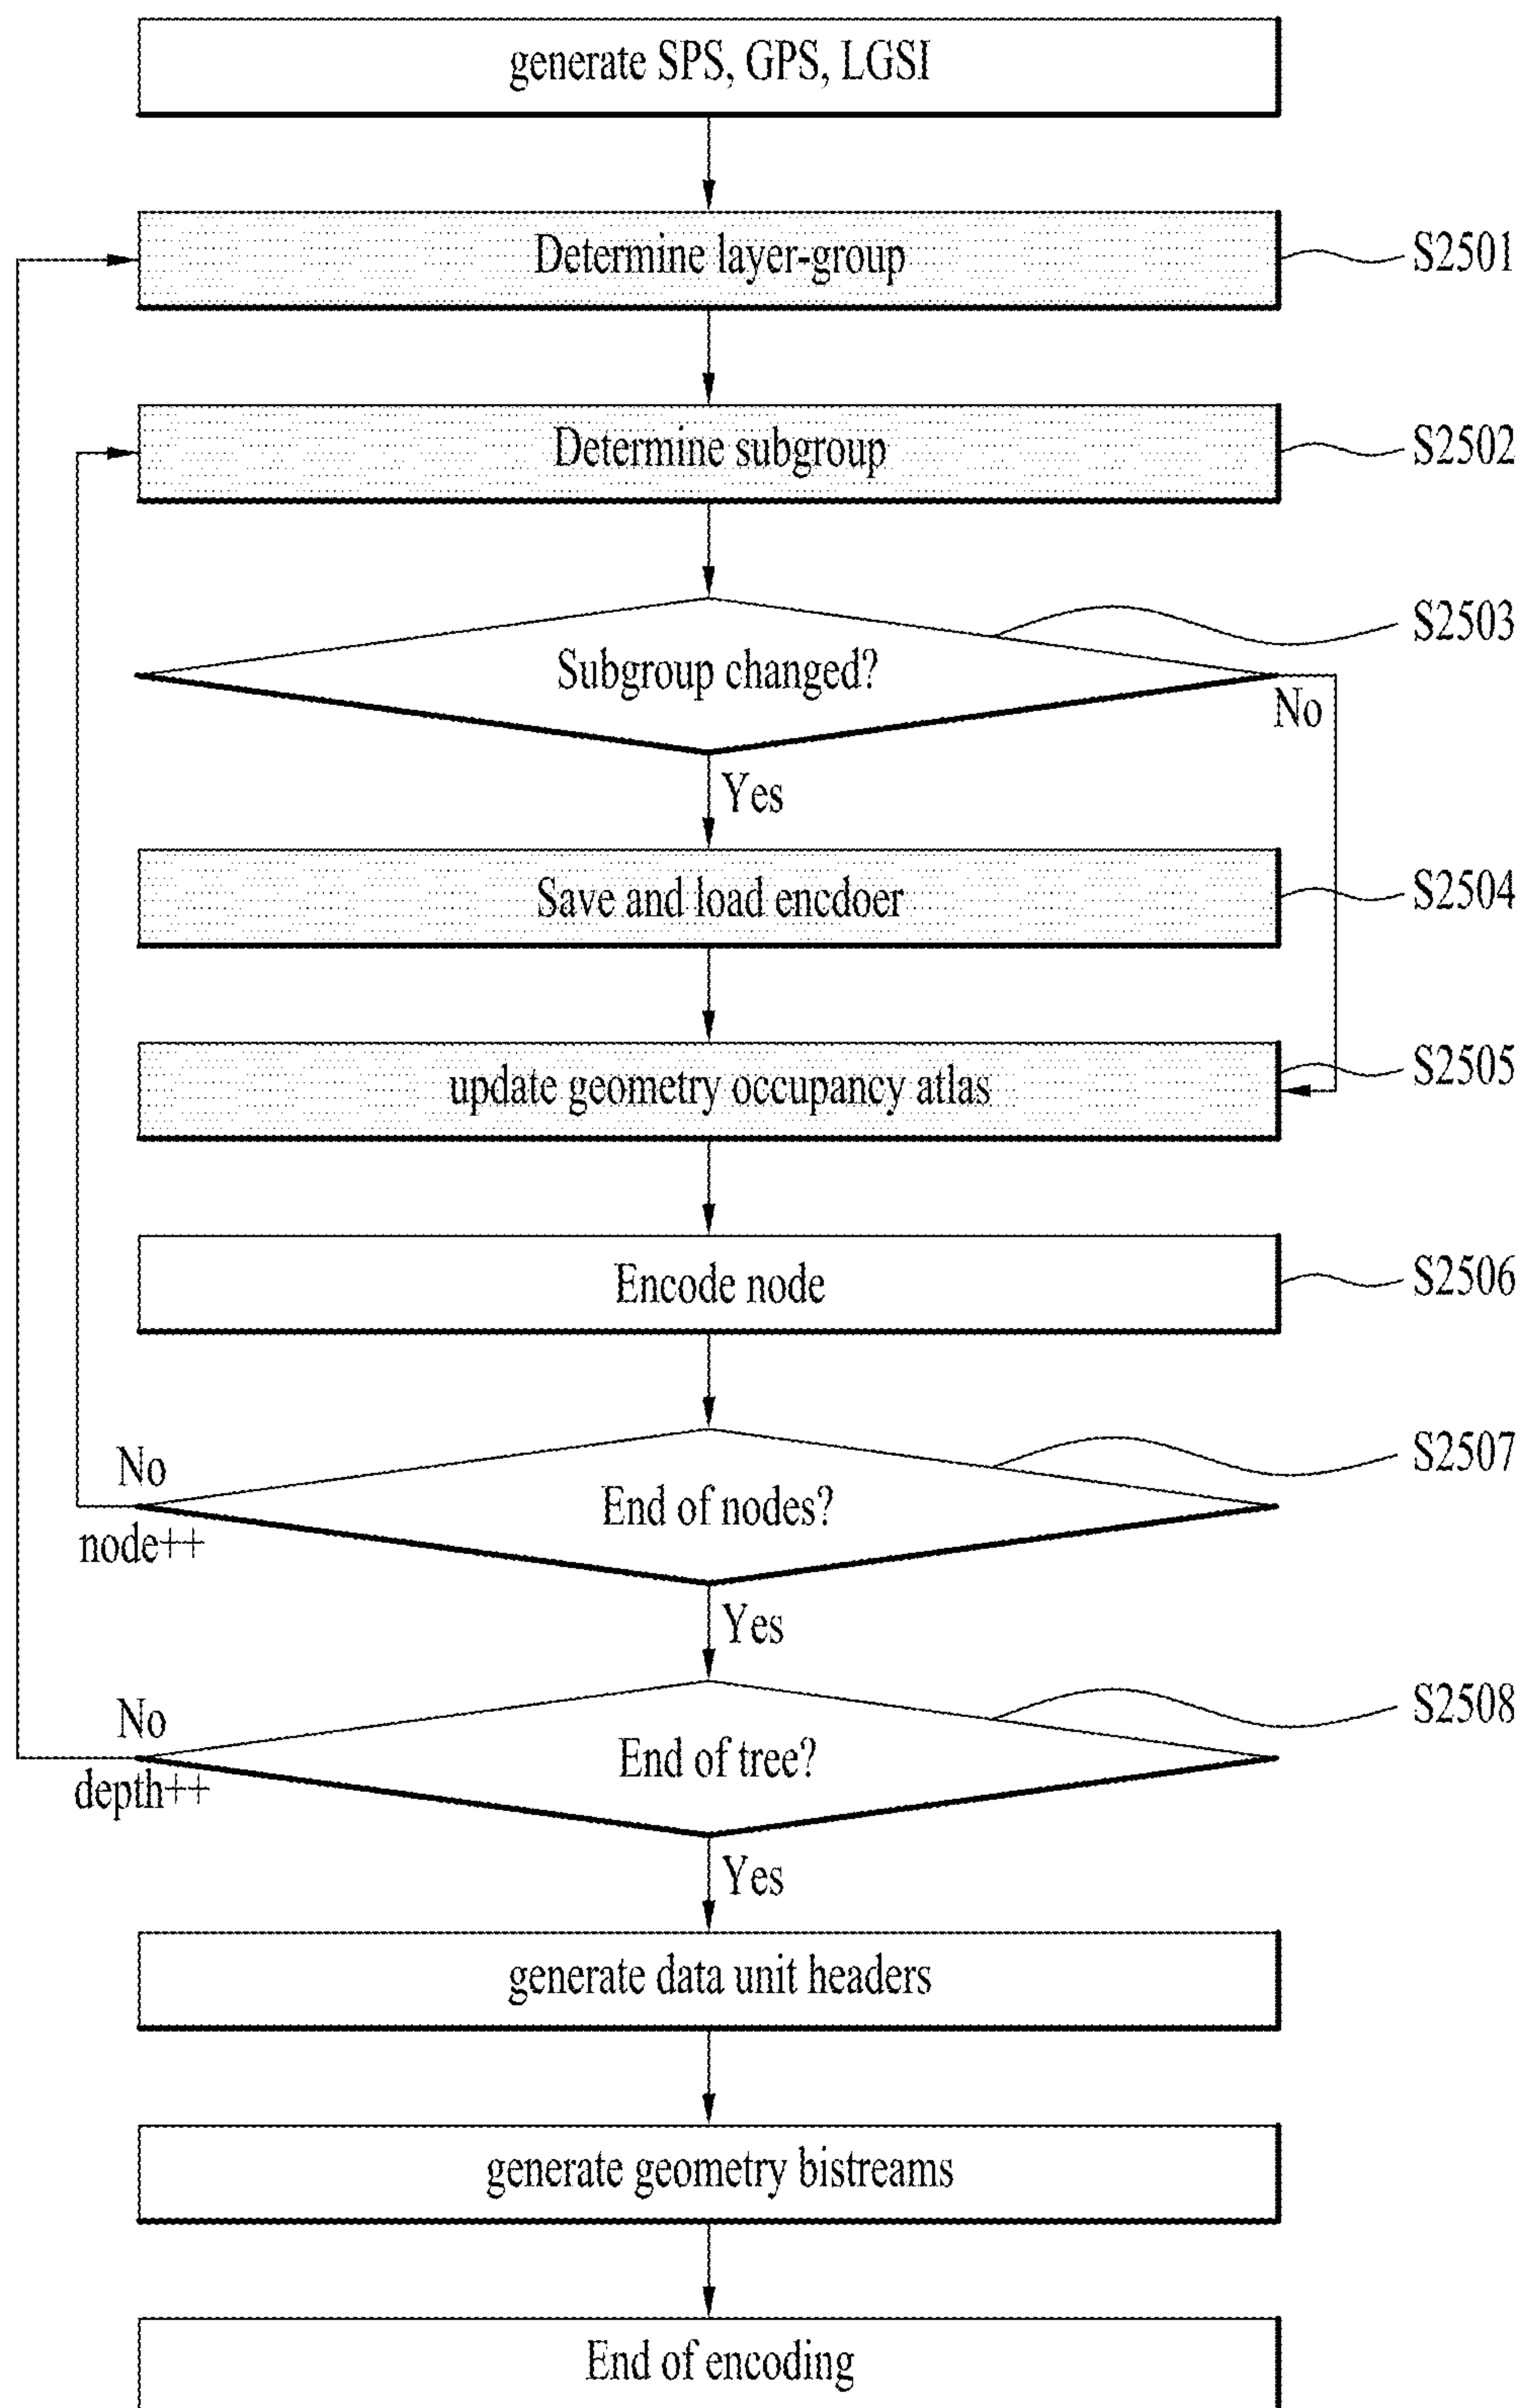 generate SPS, GPS, LGSI
Determine layer-group
S2501
Determine subgroup
S2502
S2503
Subgroup changed?
No
Yes
Save and load encdoer
S2504
update geometry occupancy atlas
S2505
Encode node
S2506
S2507
No
End of nodes?
node++
Yes
S2508
No
End of tree?
depth++
Yes
generate data unit headers
generate geometry bistreams
End of encoding